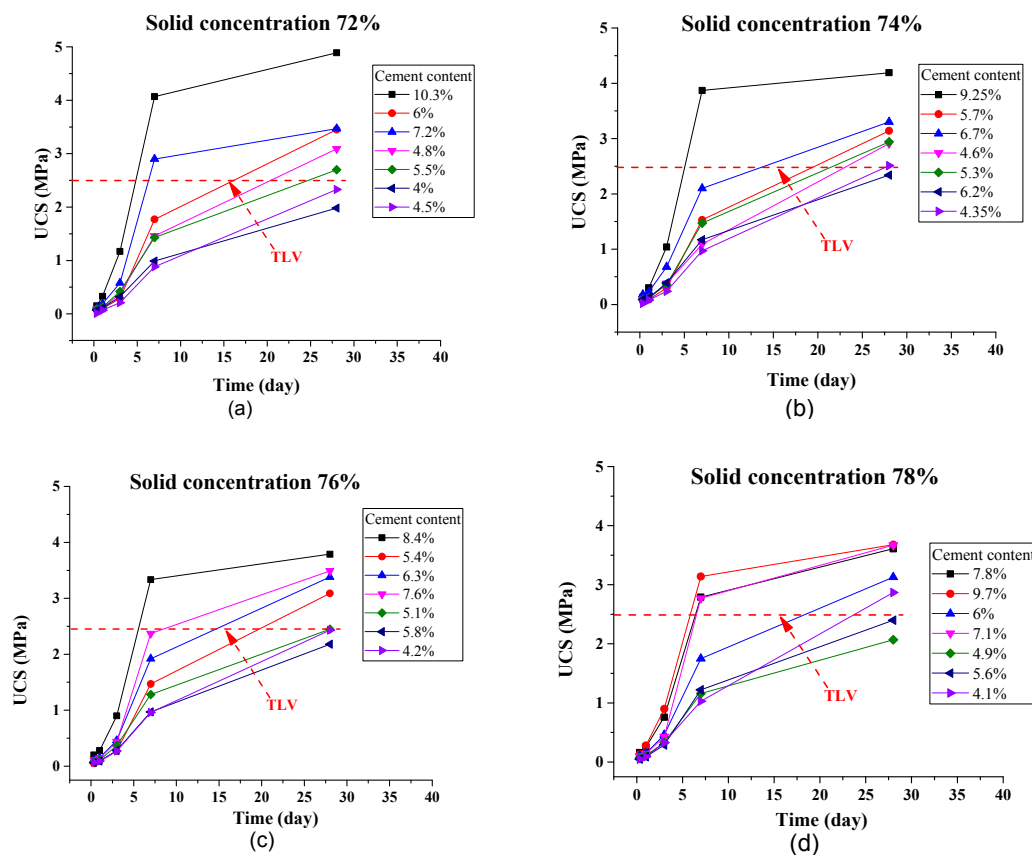 Solid concentration 72%
UCS (MPa)
5
4
3
2
1
0
Cement content
10.3%
6%
7.2%
4.8%
5.5%
4%
4.5%
TLV
0 5 10 15 20 25 30 35 40
Time (day)
(a)
Solid concentration 74%
UCS (MPa)
5
4
3
2
1
0
Cement content
9.25%
5.7%
6.7%
4.6%
5.3%
6.2%
4.35%
TLV
0 5 10 15 20 25 30 35 40
Time (day)
(b)
Solid concentration 76%
UCS (MPa)
5
4
3
2
1
0
Cement content
8.4%
5.4%
6.3%
7.6%
5.1%
5.8%
4.2%
TLV
0 5 10 15 20 25 30 35 40
Time (day)
(c)
Solid concentration 78%
UCS (MPa)
5
4
3
2
1
0
Cement content
7.8%
9.7%
6%
7.1%
4.9%
5.6%
4.1%
TLV
0 5 10 15 20 25 30 35 40
Time (day)
(d)